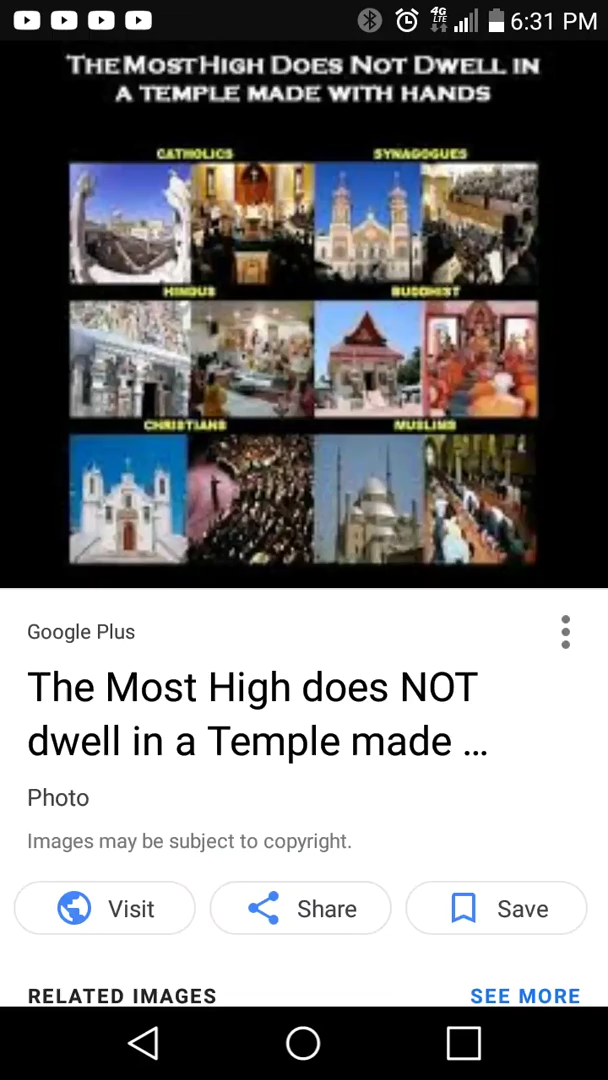 4G
LTE
6:31 PM
THE MOST HIGH DOES NOT DWELL IN
A TEMPLE MADE WITH HANDS
CATHOLICS
SYNAGOGUES
HINDUS
BUDDHIST
CHRISTIANS
MUSLIMS
Google Plus
The Most High does NOT
dwell in a Temple made ...
Photo
Images may be subject to copyright.
Visit
Share
Save
RELATED IMAGES
SEE MORE